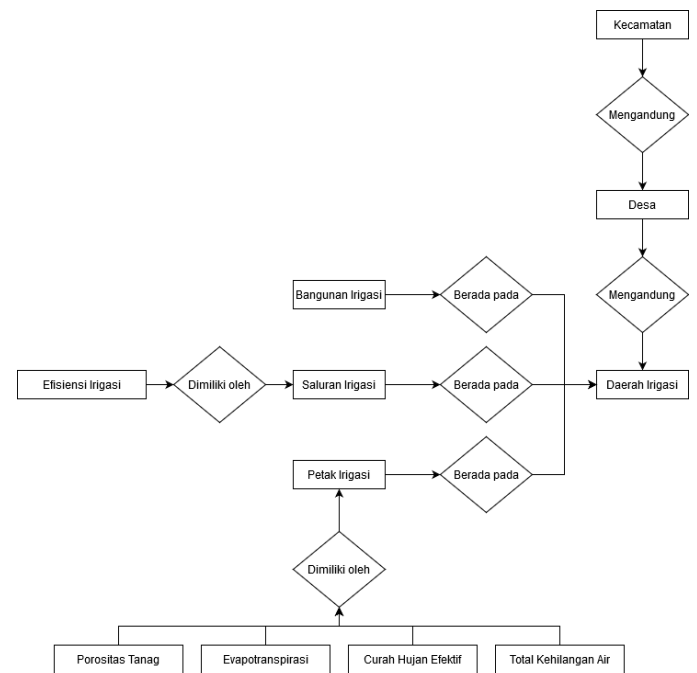 Kecamatan
Mengandung
Desa
Bangunan Irigasi
Berada pada
Mengandung
Efisiensi Irigasi
Dimiliki oleh
Saluran Irigasi
Berada pada
Daerah Irigasi
Petak Irigasi
Berada pada
Dimiliki oleh
Porositas Tanag
Evapotranspirasi
Curah Hujan Efektif
Total Kehilangan Air